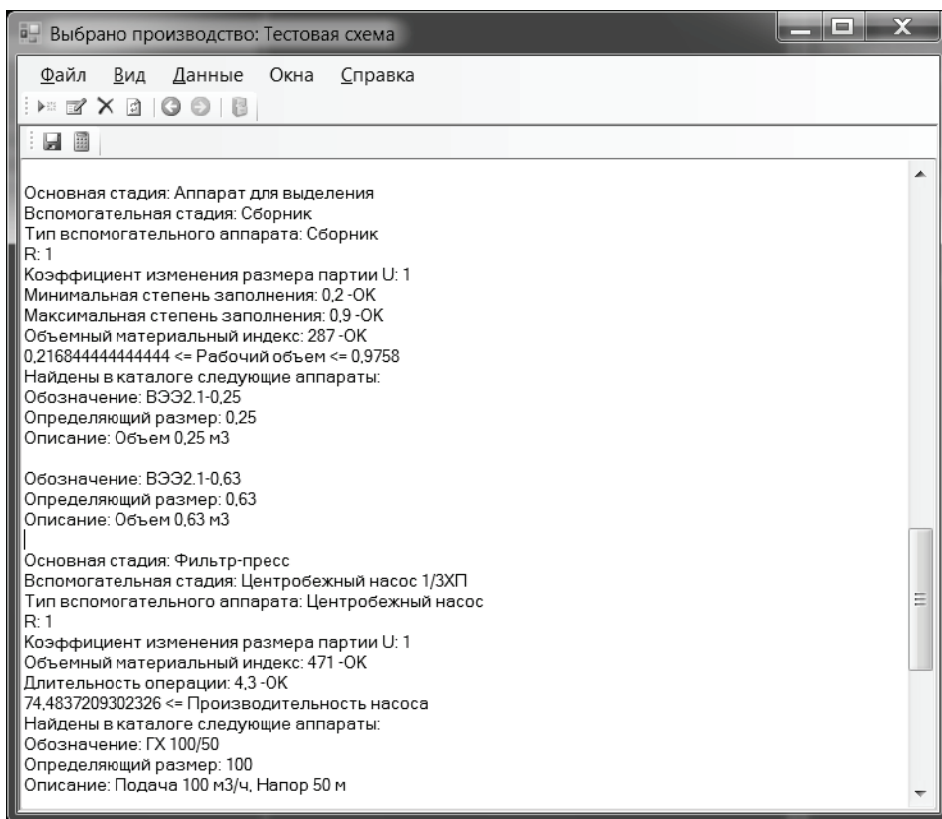 Выбрано производство: Тестовая схема
Файл Вид Данные Окна Справка
Основная стадия: Аппарат для выделения
Вспомогательная стадия: Сборник
Тип вспомогательного аппарата: Сборник
R: 1
Коэффициент изменения размера партии U: 1
Минимальная степень заполнения: 0,2 -OK
Максимальная степень заполнения: 0,9 -OK
Объемный материальный индекс: 287 -OK
0,216844444444444 <= Рабочий объем <= 0,9758
Найдены в каталоге следующие аппараты:
Обозначение: ВЭЭ2.1-0,25
Определяющий размер: 0,25
Описание: Объем 0,25 м3
Обозначение: ВЭЭ2.1-0,63
Определяющий размер: 0,63
Описание: Объем 0,63 м3
Основная стадия: Фильтр-пресс
Вспомогательная стадия: Центробежный насос 1/3ХП
Тип вспомогательного аппарата: Центробежный насос
R: 1
Коэффициент изменения размера партии U: 1
Объемный материальный индекс: 471 -OK
Длительность операции: 4,3 -OK
74,4837209302326 <= Производительность насоса
Найдены в каталоге следующие аппараты:
Обозначение: ГХ 100/50
Определяющий размер: 100
Описание: Подача 100 м3/ч, Напор 50 м